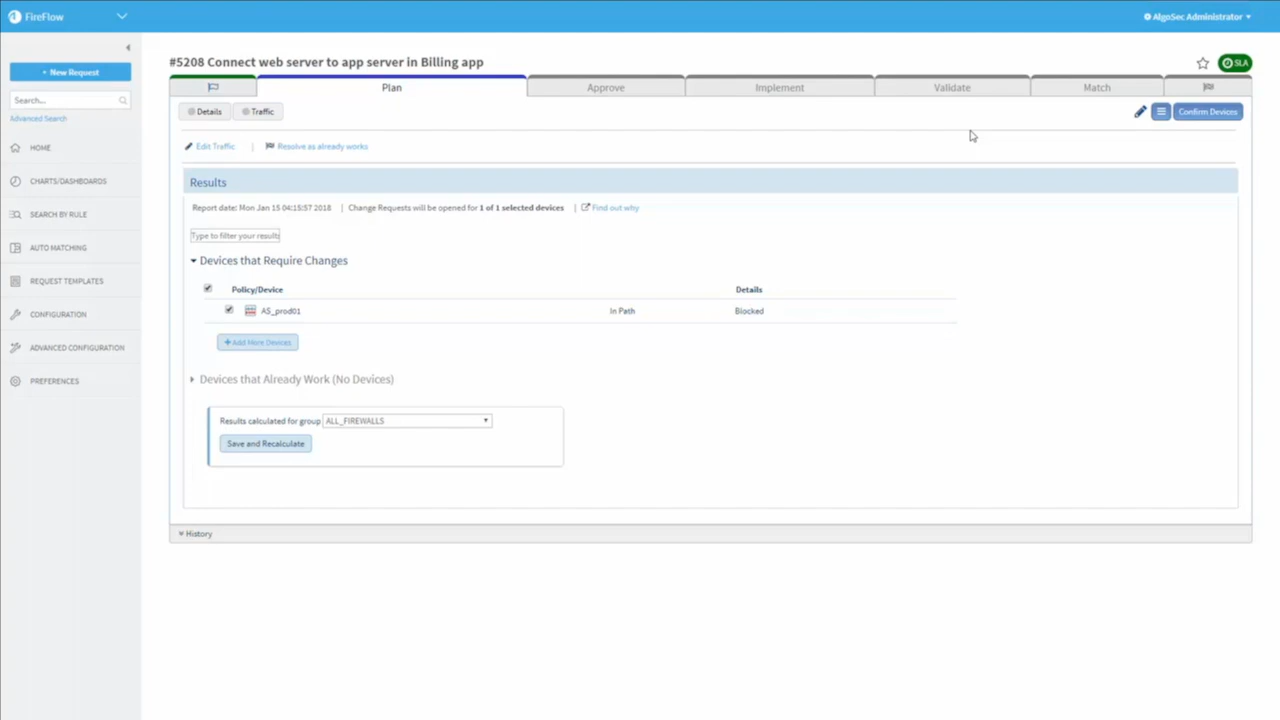 FireFlow
AlgoSec Administrator
#5208 Connect web server to app server in Billing app
SLA
+ New Request
Plan
Approve
Implement
Validate
Match
Search...
Details
Traffic
Confirm Devices
Advanced Search
HOME
Edit Traffic | Resolve as already works
CHARTS/DASHBOARDS
Results
SEARCH BY RULE
Report date: Mon Jan 15 04:15:57 2018 | Change Requests will be opened for 1 of 1 selected devices | Find out why
Type to filter your results
AUTO MATCHING
Devices that Require Changes
REQUEST TEMPLATES
Policy/Device Details
CONFIGURATION
AS_prod01 In Path Blocked
ADVANCED CONFIGURATION
+Add More Devices
PREFERENCES
Devices that Already Work (No Devices)
Results calculated for group ALL_FIREWALLS
Save and Recalculate
History